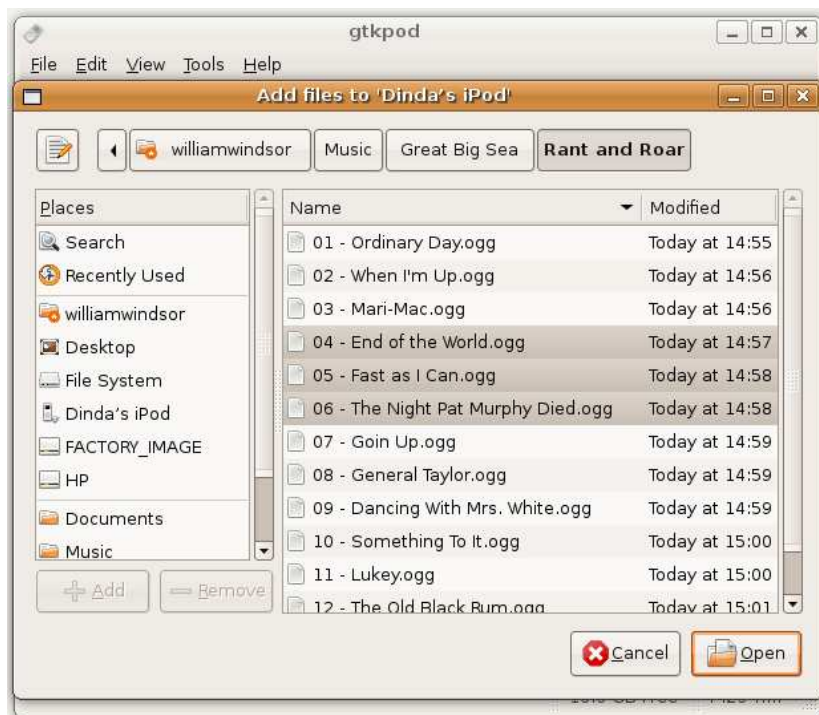 gtkpod
File Edit View Tools Help
Add files to 'Dinda's iPod'
williamwindsor Music Great Big Sea Rant and Roar
Places
Search
Recently Used
williamwindsor
Desktop
File System
Dinda's iPod
FACTORY_IMAGE
HP
Documents
Music
Add Remove
Name Modified
01 - Ordinary Day.ogg Today at 14:55
02 - When I'm Up.ogg Today at 14:56
03 - Mari-Mac.ogg Today at 14:56
04 - End of the World.ogg Today at 14:57
05 - Fast as I Can.ogg Today at 14:58
06 - The Night Pat Murphy Died.ogg Today at 14:58
07 - Goin Up.ogg Today at 14:59
08 - General Taylor.ogg Today at 14:59
09 - Dancing With Mrs. White.ogg Today at 14:59
10 - Something To It.ogg Today at 15:00
11 - Lukey.ogg Today at 15:00
12 - The Old Black Rum.ogg Today at 15:01
Cancel Open